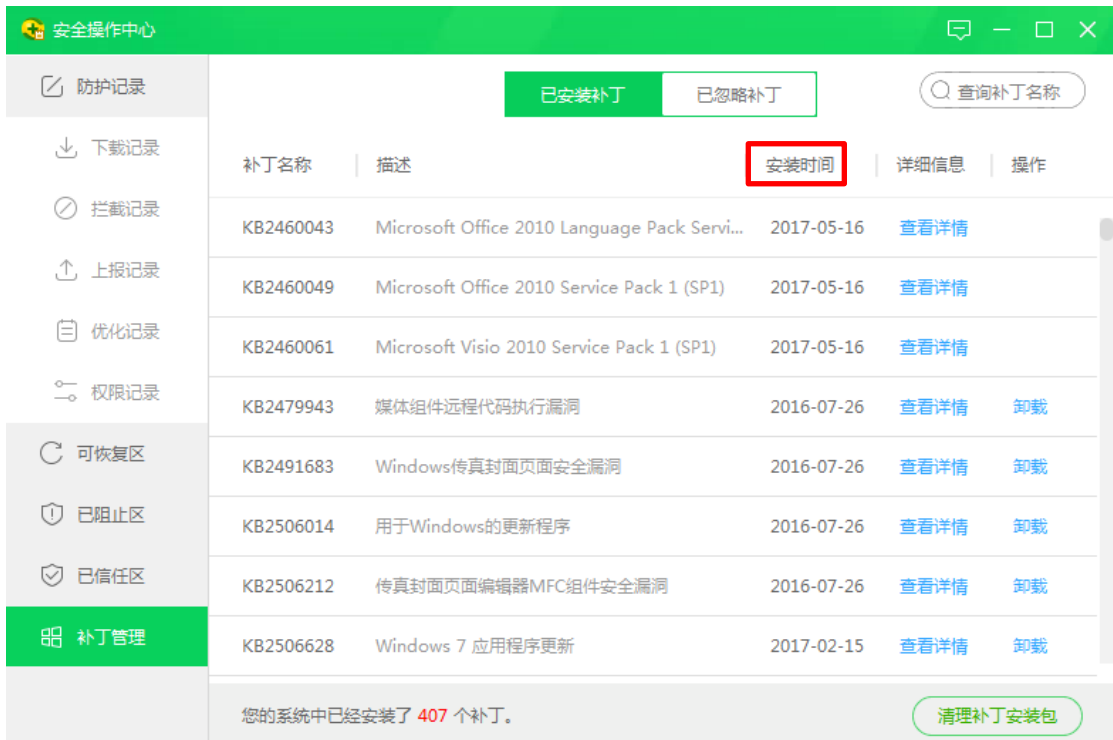 安全操作中心
防护记录
下载记录
拦截记录
上报记录
优化记录
权限记录
可恢复区
已阻止区
已信任区
补丁管理
已安装补丁 已忽略补丁 查询补丁名称
补丁名称 描述 安装时间 详细信息 操作
KB2460043 Microsoft Office 2010 Language Pack Servi... 2017-05-16 查看详情
KB2460049 Microsoft Office 2010 Service Pack 1 (SP1) 2017-05-16 查看详情
KB2460061 Microsoft Visio 2010 Service Pack 1 (SP1) 2017-05-16 查看详情
KB2479943 媒体组件远程代码执行漏洞 2016-07-26 查看详情 卸载
KB2491683 Windows传真封面页面安全漏洞 2016-07-26 查看详情 卸载
KB2506014 用于Windows的更新程序 2016-07-26 查看详情 卸载
KB2506212 传真封面页面编辑器MFC组件安全漏洞 2016-07-26 查看详情 卸载
KB2506628 Windows 7 应用程序更新 2017-02-15 查看详情 卸载
您的系统中已经安装了 407 个补丁。 清理补丁安装包